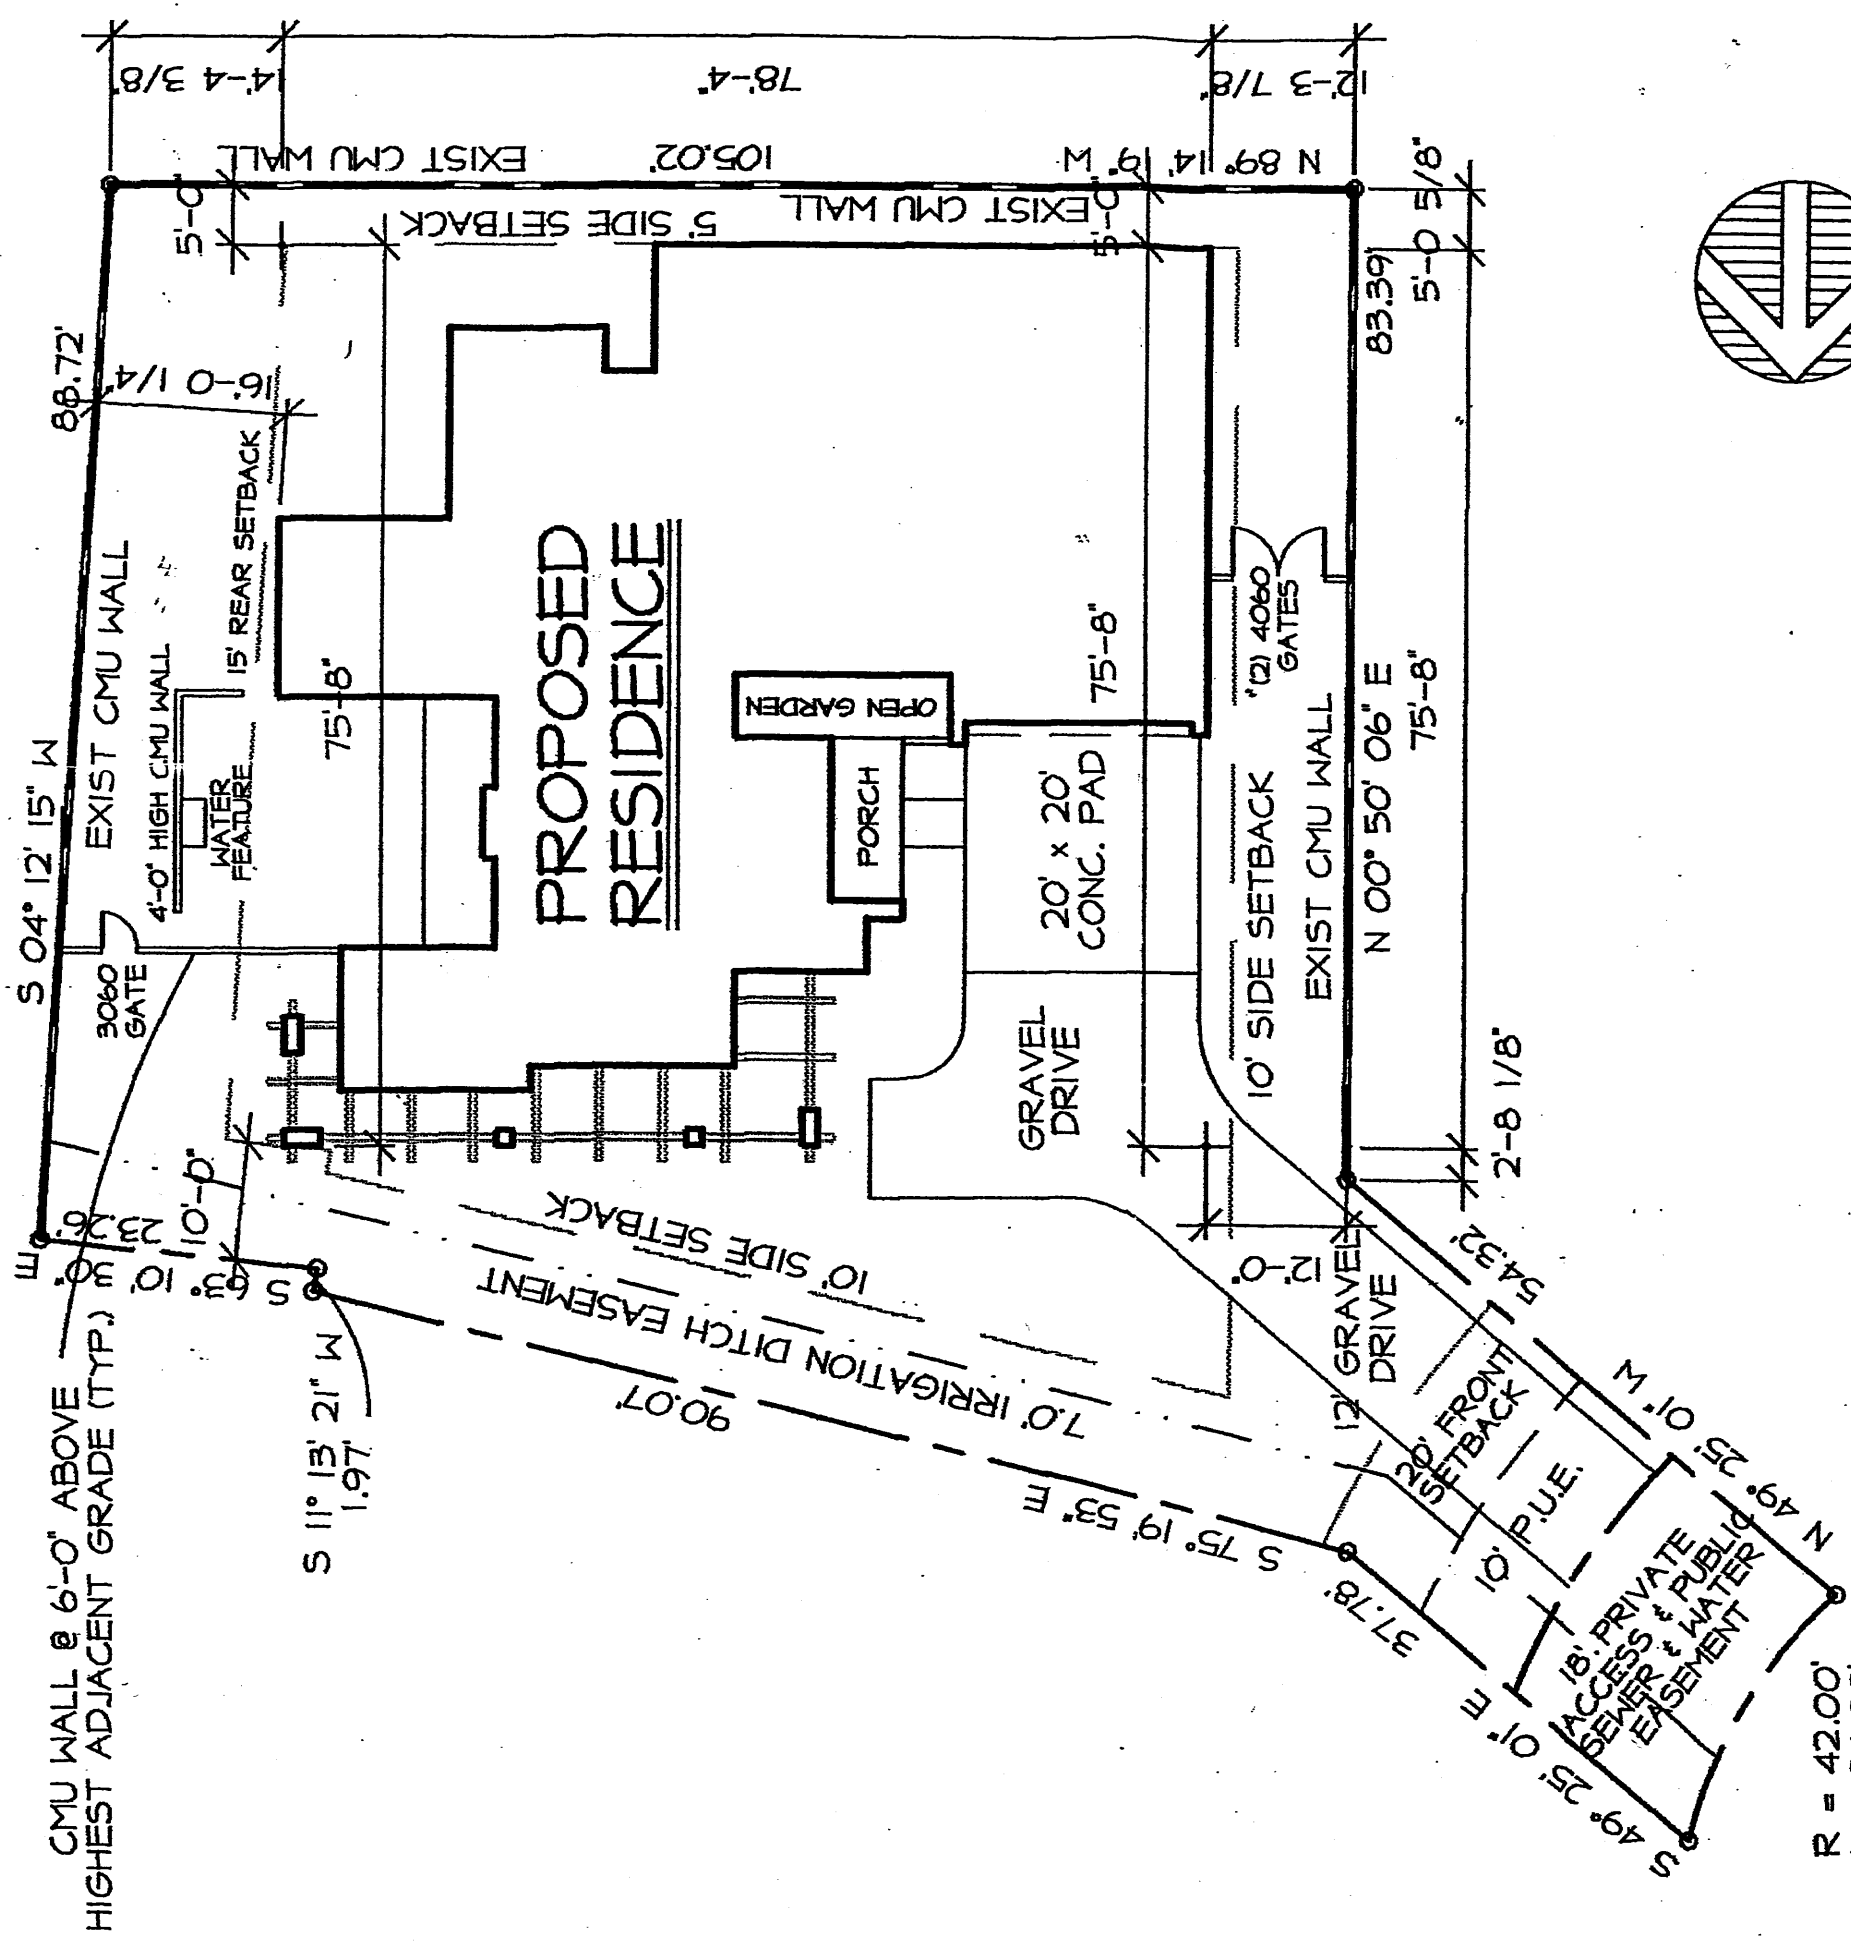 14'-4 3/8"
78'-4"
12'-3 7/8"
EXIST CMU WALL
105.02'
N 89° 14' 19" W
5'-0"
5' SIDE SETBACK
EXIST CMU WALL
5'-0"
5'-0 5/8"
83.39'
88.72'
16'-0 1/4"
S 04° 12' 15" W
EXIST CMU WALL
4'-0" HIGH CMU WALL
15' REAR SETBACK
WATER
FEATURE
3060
GATE
75'-8"
PROPOSED
RESIDENCE
OPEN GARDEN
PORCH
75'-8"
20' x 20'
CONC. PAD
(2) 4060
GATES
10' SIDE SETBACK
EXIST CMU WALL
N 00° 50' 06" E
75'-8"
GRAVEL
DRIVE
2'-8 1/8"
23.26'
S 63° 10' 30" E
10'-0"
CMU WALL @ 6'-0" ABOVE
HIGHEST ADJACENT GRADE (TYP.)
S 11° 13' 21" W
1.97'
10' SIDE SETBACK
7.0' IRRIGATION DITCH EASEMENT
90.07'
S 75° 19' 53" E
12'-0"
12' GRAVEL
DRIVE
54.32'
N 49° 25' 01" W
20' FRONT
SETBACK
10' P.U.E.
37.78'
S 49° 25' 01" E
18' PRIVATE
ACCESS & PUBLIC
SEWER & WATER
EASEMENT
R = 42.00'